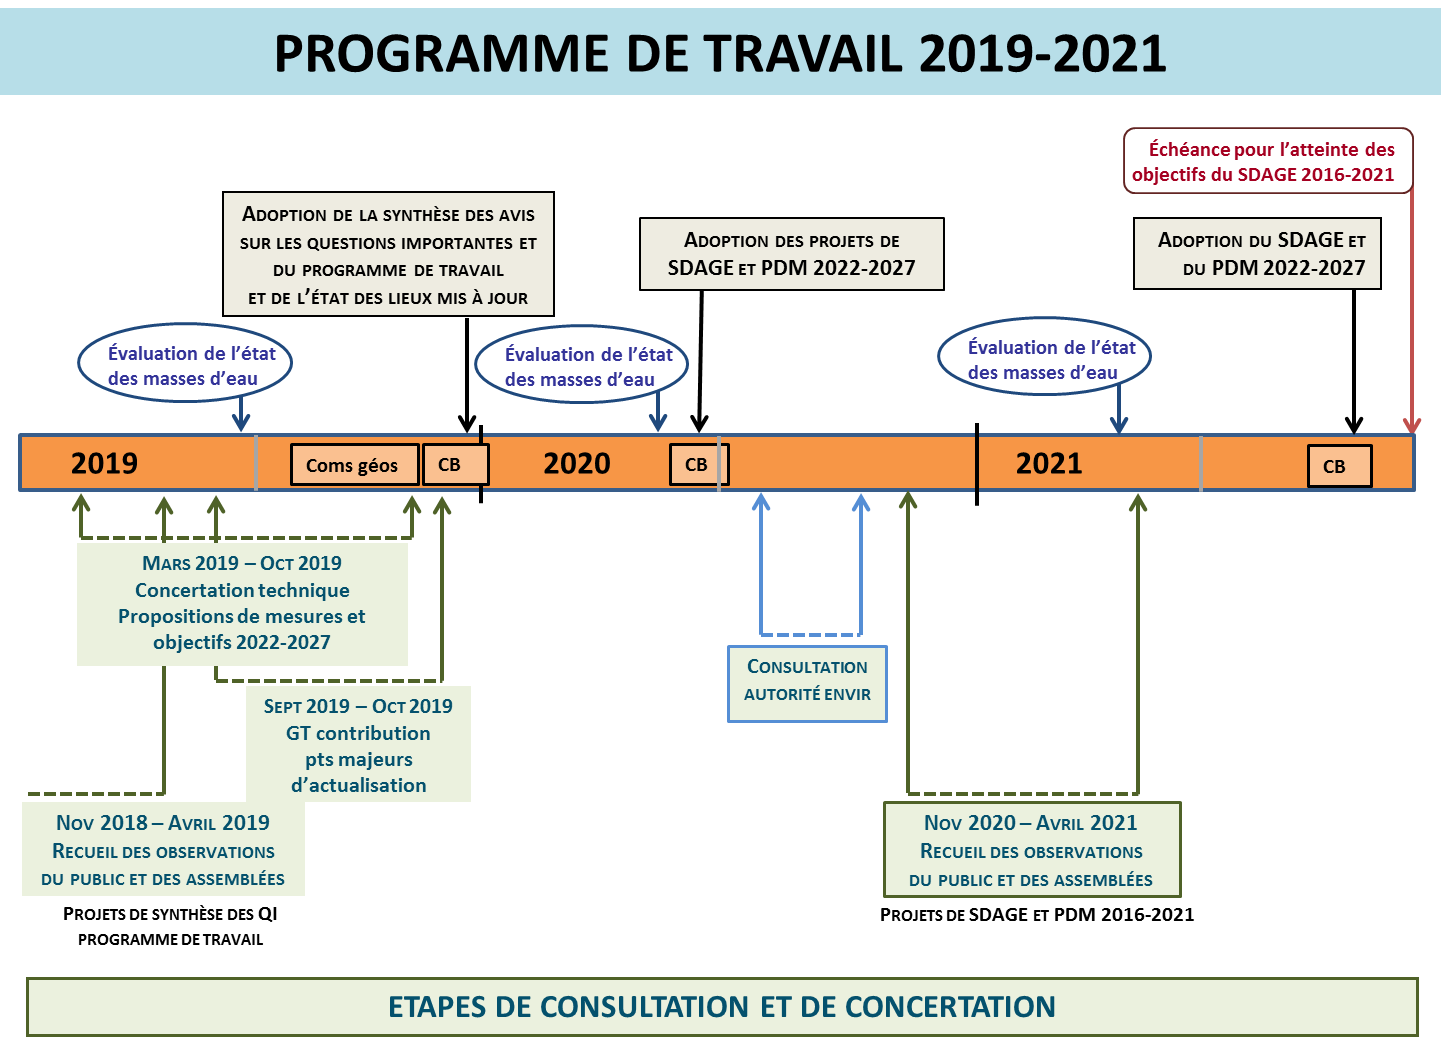 PROGRAMME DE TRAVAIL 2019-2021
Échéance pour l’atteinte des
objectifs du SDAGE 2016-2021
ADOPTION DE LA SYNTHÈSE DES AVIS
SUR LES QUESTIONS IMPORTANTES ET
DU PROGRAMME DE TRAVAIL
ET DE L’ÉTAT DES LIEUX MIS À JOUR
ADOPTION DES PROJETS DE
SDAGE ET PDM 2022-2027
ADOPTION DU SDAGE ET
DU PDM 2022-2027
Évaluation de l’état
des masses d’eau
Évaluation de l’état
des masses d’eau
Évaluation de l’état
des masses d’eau
2019
Coms géos
CB
2020
CB
2021
CB
MARS 2019 – OCT 2019
Concertation technique
Propositions de mesures et
objectifs 2022-2027
CONSULTATION
AUTORITÉ ENVIR
SEPT 2019 – OCT 2019
GT contribution
pts majeurs
d’actualisation
NOV 2018 – AVRIL 2019
RECUEIL DES OBSERVATIONS
DU PUBLIC ET DES ASSEMBLÉES
PROJETS DE SYNTHÈSE DES QI
PROGRAMME DE TRAVAIL
NOV 2020 – AVRIL 2021
RECUEIL DES OBSERVATIONS
DU PUBLIC ET DES ASSEMBLÉES
PROJETS DE SDAGE ET PDM 2016-2021
ETAPES DE CONSULTATION ET DE CONCERTATION